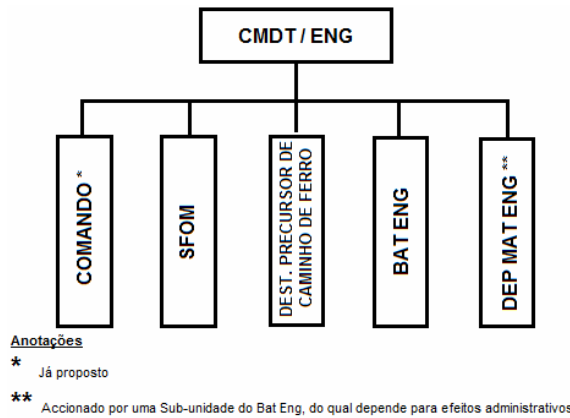 CMDT / ENG
COMANDO *
SFOM
DEST. PRECURSOR DE
CAMINHO DE FERRO
BAT ENG
DEP MAT ENG **
Anotações
* Já proposto
** Accionado por uma Sub-unidade do Bat Eng, do qual depende para efeitos administrativos